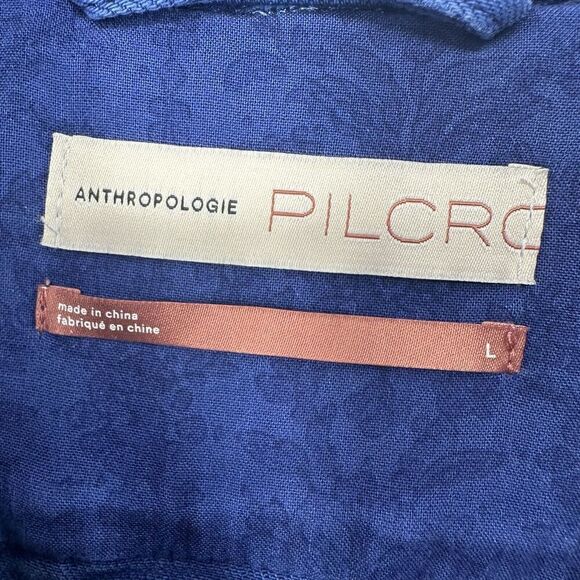 ANTHROPOLOGIE PILCRO
made in china
fabriqué en chine
L